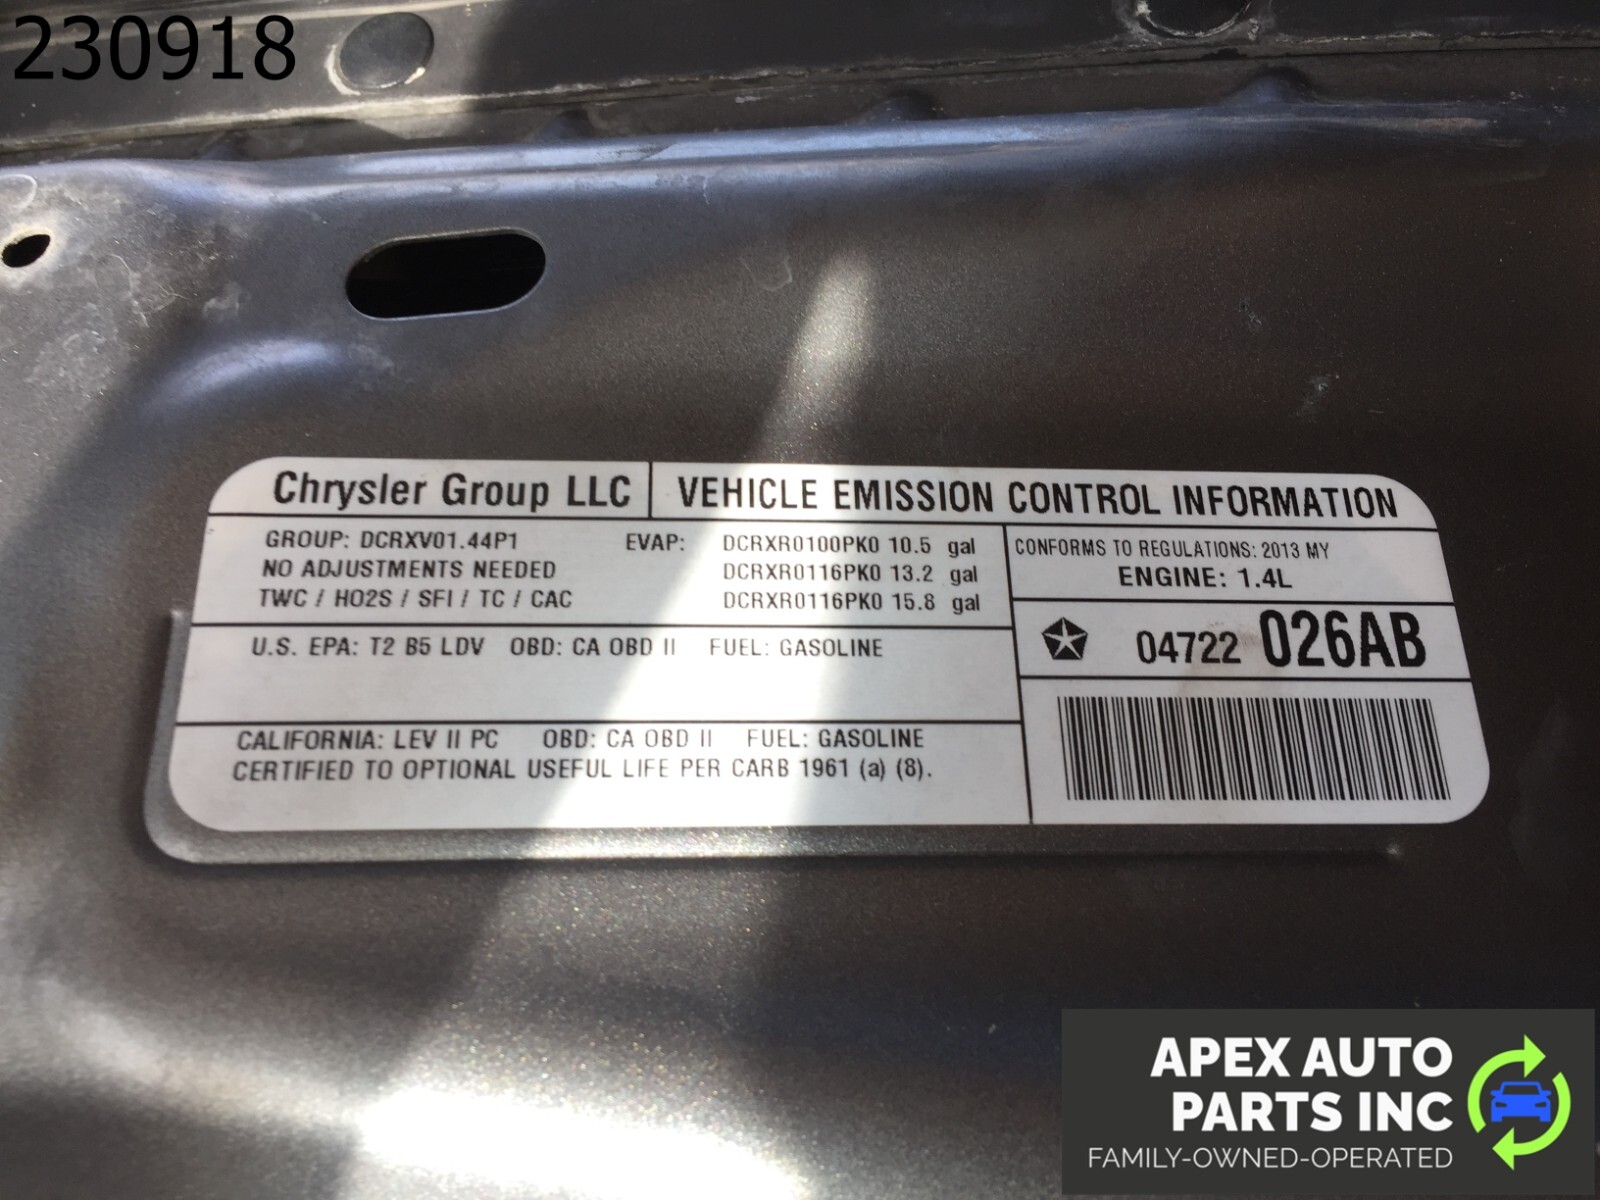 230918
Chrysler Group LLC VEHICLE EMISSION CONTROL INFORMATION
GROUP: DCRXV01.44P1 EVAP: DCRXR0100PK0 10.5 gal
NO ADJUSTMENTS NEEDED DCRXR0116PK0 13.2 gal
TWC / HO2S / SFI / TC / CAC DCRXR0116PK0 15.8 gal
CONFORMS TO REGULATIONS: 2013 MY
ENGINE: 1.4L
U.S. EPA: T2 B5 LDV OBD: CA OBD II FUEL: GASOLINE
04722 026AB
CALIFORNIA: LEV II PC OBD: CA OBD II FUEL: GASOLINE
CERTIFIED TO OPTIONAL USEFUL LIFE PER CARB 1961 (a) (8).
APEX AUTO
PARTS INC
FAMILY-OWNED-OPERATED